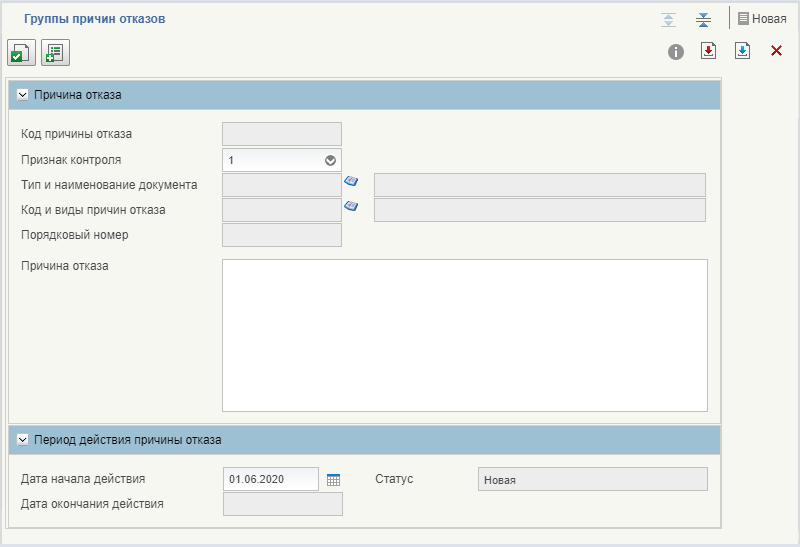 Группы причин отказов
Новая
Причина отказа
Код причины отказа
Признак контроля 1
Тип и наименование документа
Код и виды причин отказа
Порядковый номер
Причина отказа
Период действия причины отказа
Дата начала действия 01.06.2020 Статус Новая
Дата окончания действия